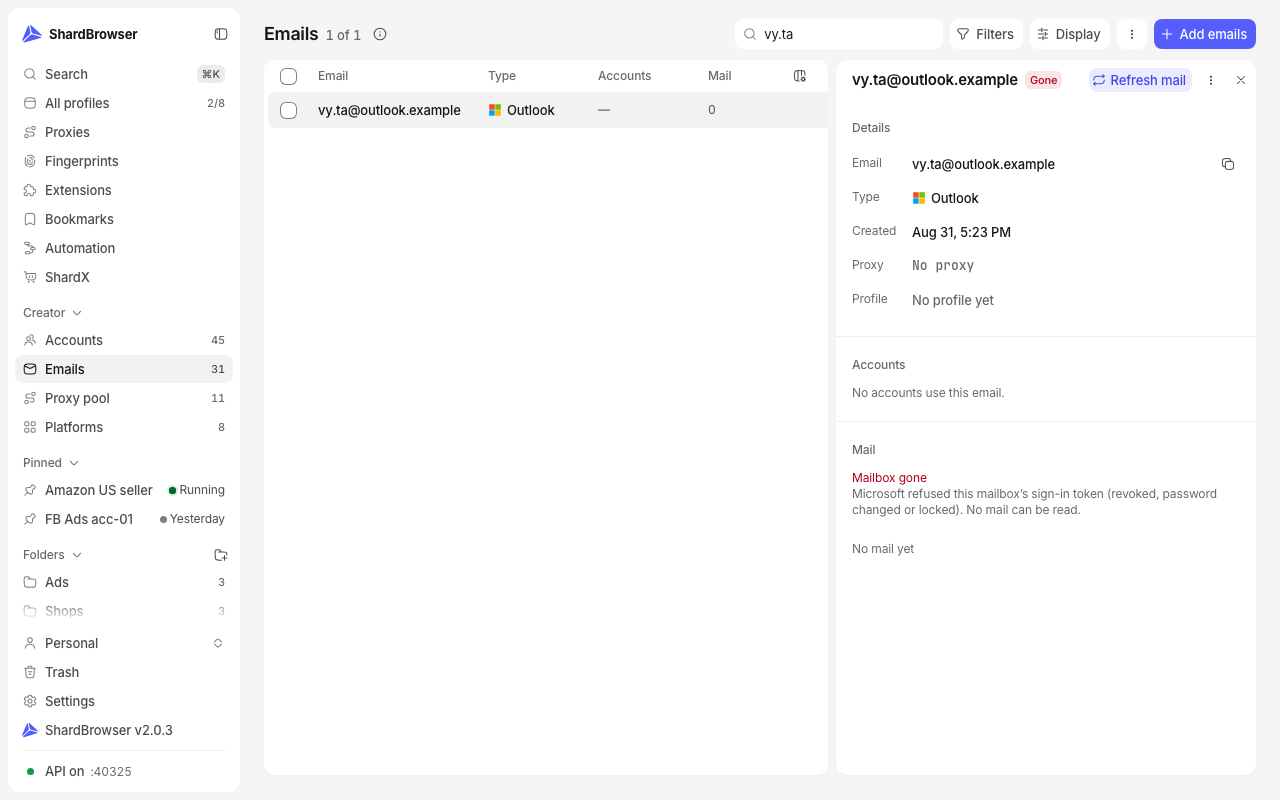 ShardBrowser
Search ⌘K
All profiles 2/8
Proxies
Fingerprints
Extensions
Bookmarks
Automation
ShardX
Creator
Accounts 45
Emails 31
Proxy pool 11
Platforms 8
Pinned
Amazon US seller Running
FB Ads acc-01 Yesterday
Folders
Ads 3
Shops 3
Personal
Trash
Settings
ShardBrowser v2.0.3
API on :40325
Emails 1 of 1
vy.ta
Filters
Display
Add emails
Email Type Accounts Mail
vy.ta@outlook.example Outlook — 0
vy.ta@outlook.example Gone Refresh mail
Details
Email vy.ta@outlook.example
Type Outlook
Created Aug 31, 5:23 PM
Proxy No proxy
Profile No profile yet
Accounts
No accounts use this email.
Mail
Mailbox gone
Microsoft refused this mailbox’s sign-in token (revoked, password
changed or locked). No mail can be read.
No mail yet